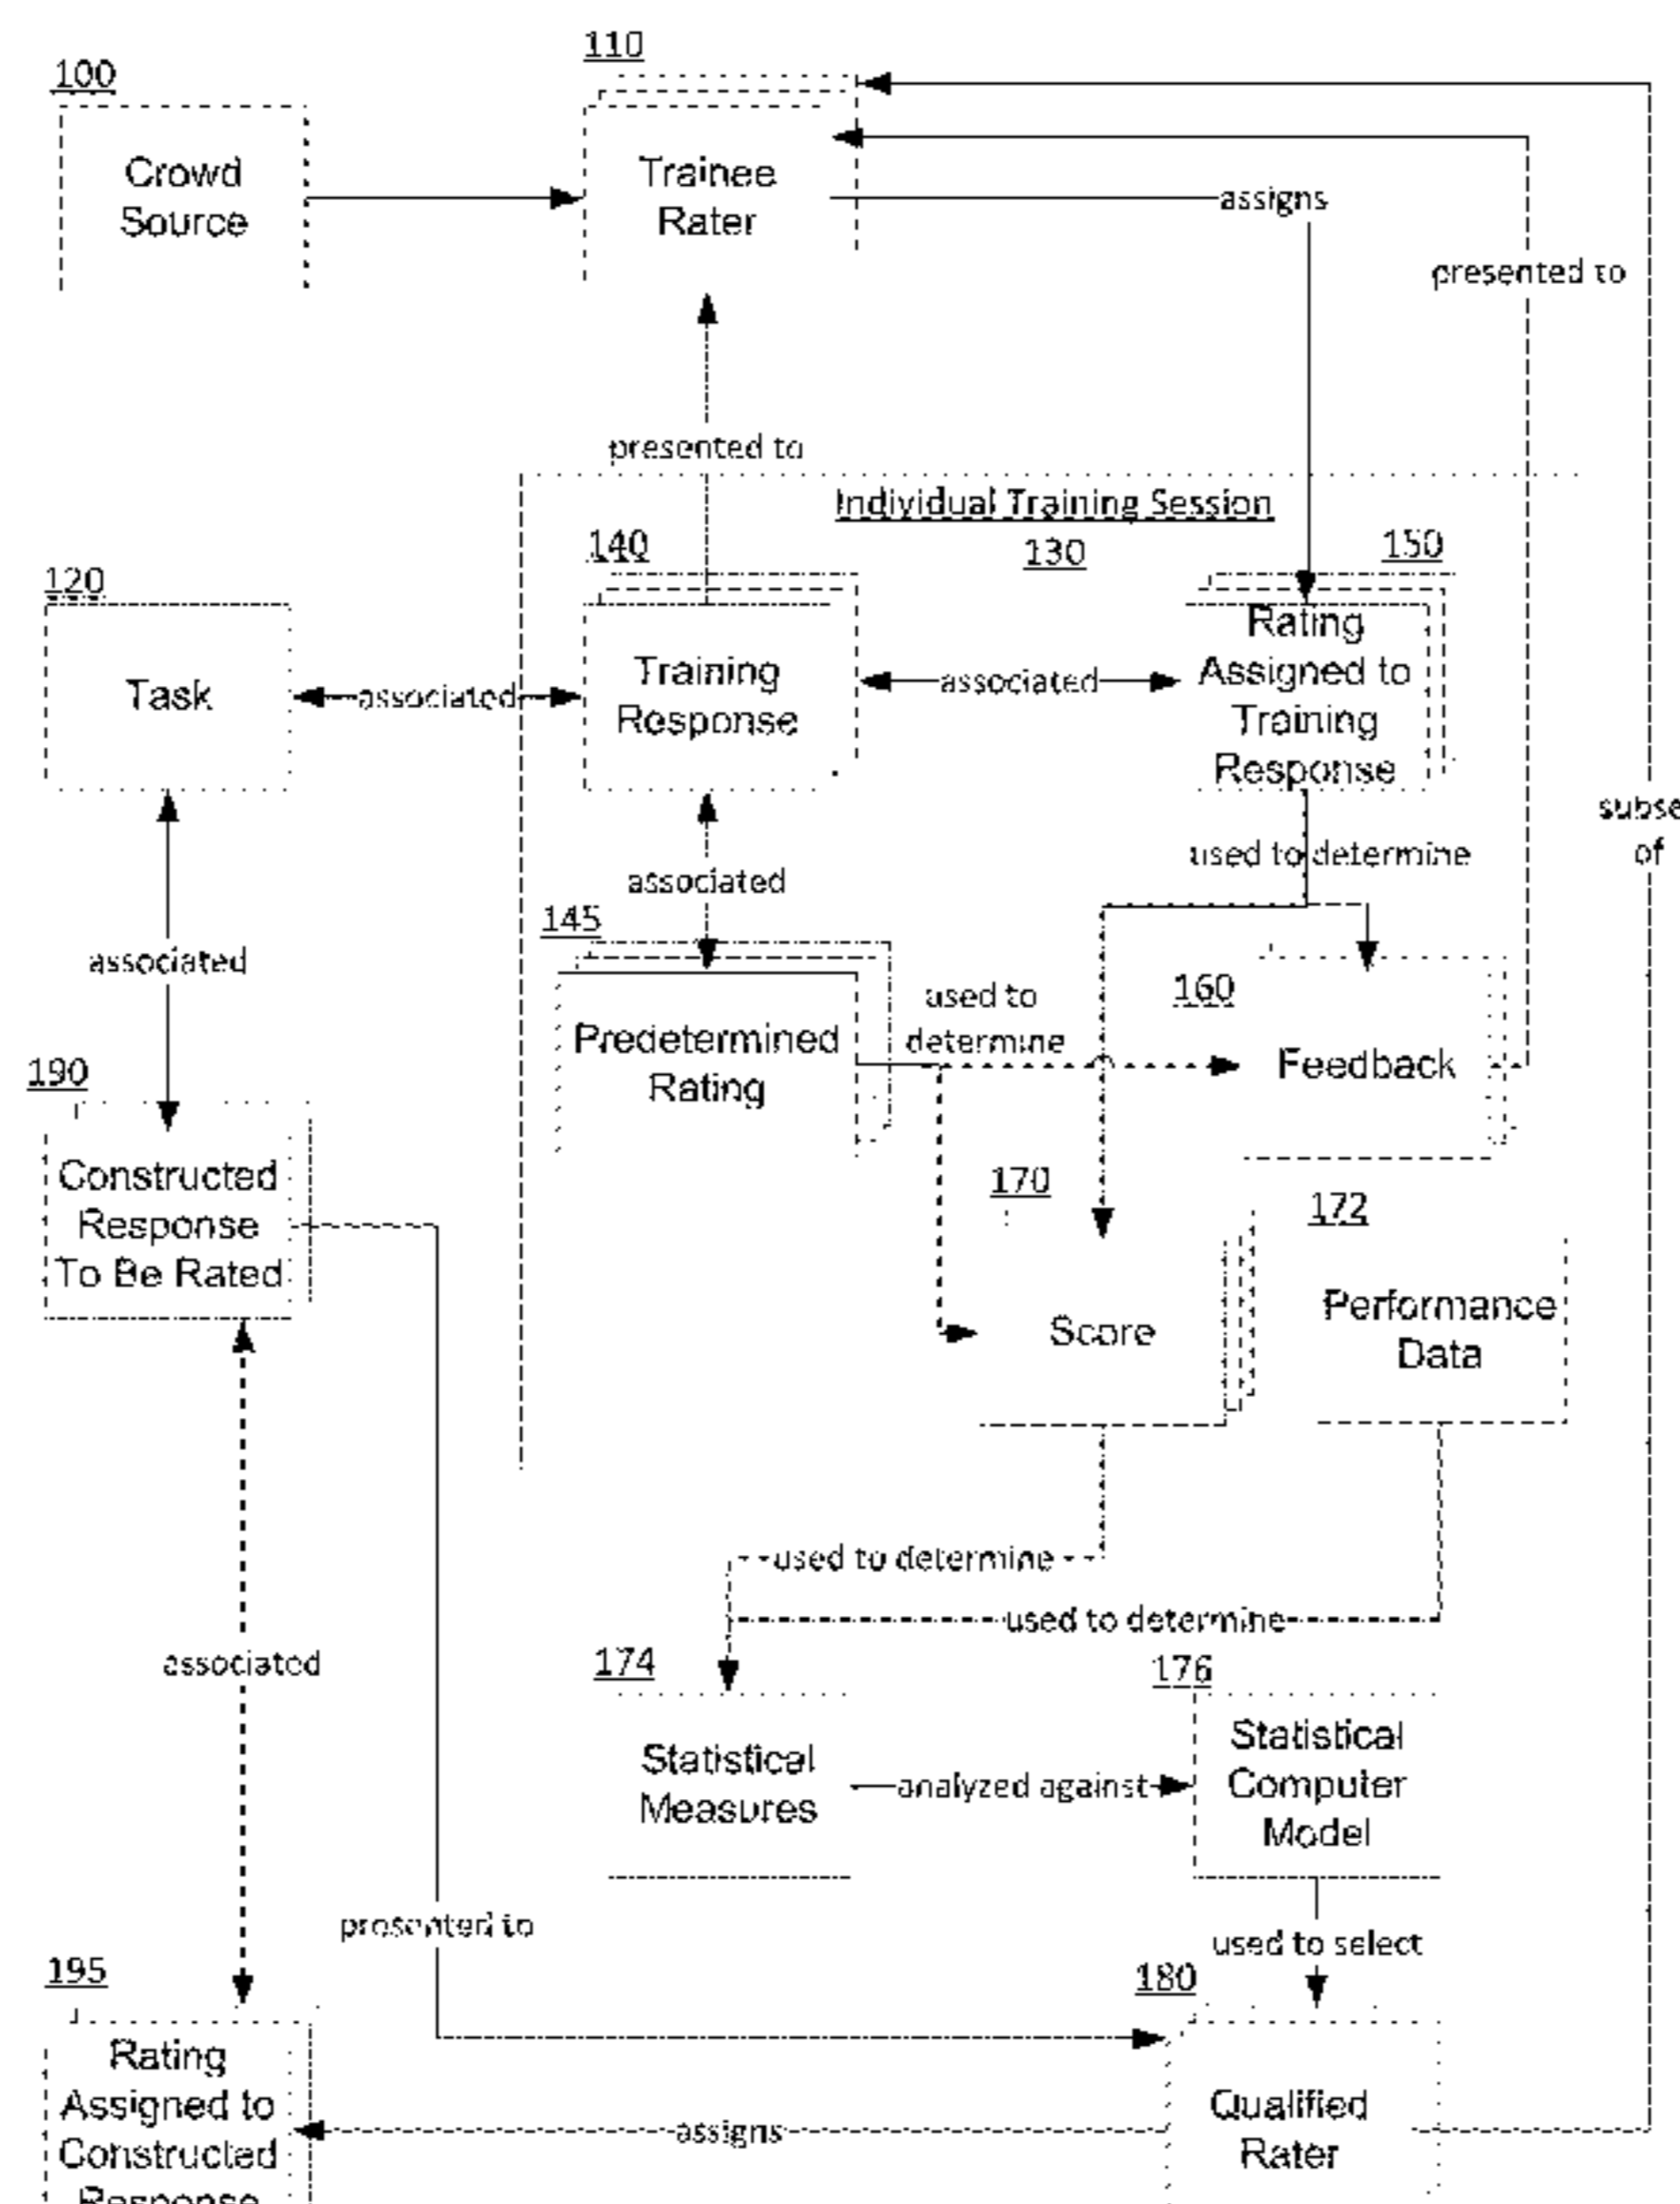 110
100
Crowd
Source
Trainee
Rater
assigns
presented to
presented to
Individual Training Session
130
140
150
120
Task
associated
Training
Response
associated
Rating
Assigned to
Training
Response
subse
of
used to determine
associated
associated
145
Predetermined
Rating
used to
determine
160
Feedback
190
Constructed
Response
To Be Rated
170
Score
172
Performance
Data
used to determine
used to determine
associated
174
176
Statistical
Measures
analyzed against
Statistical
Computer
Model
presented to
used to select
195
180
Rating
Assigned to
Constructed
Response
assigns
Qualified
Rater